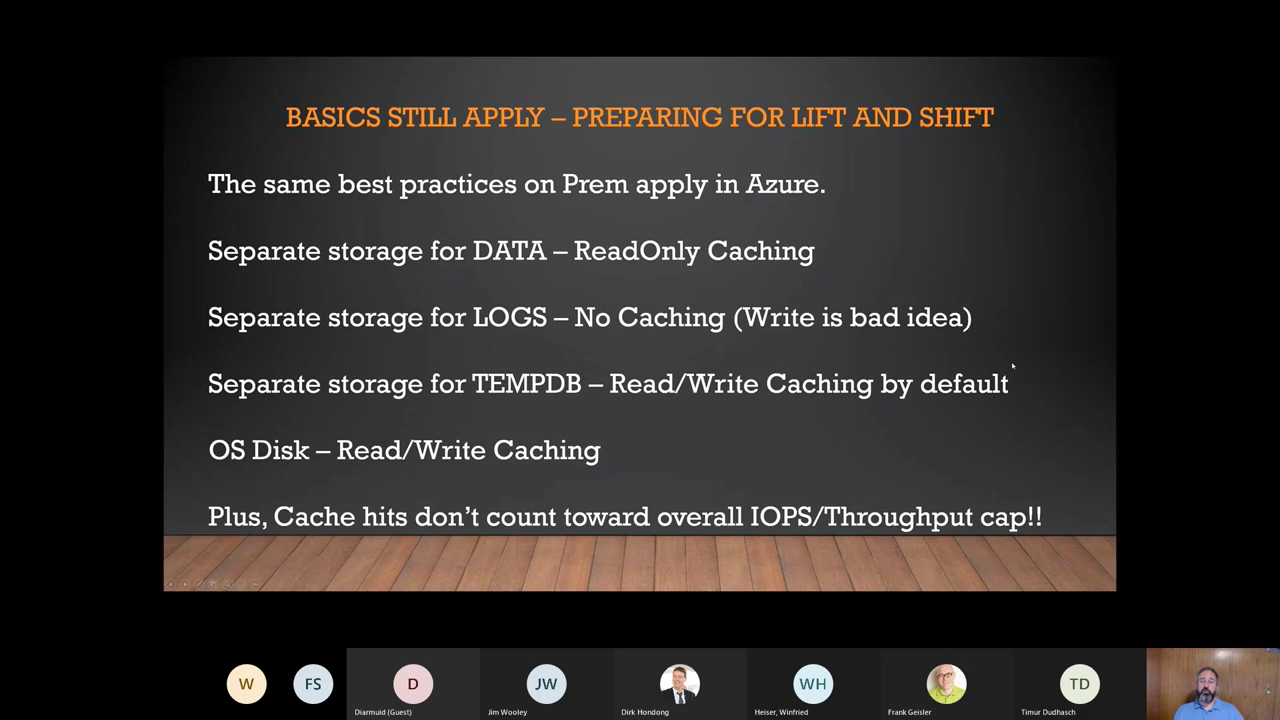 BASICS STILL APPLY – PREPARING FOR LIFT AND SHIFT
The same best practices on Prem apply in Azure.
Separate storage for DATA – ReadOnly Caching
Separate storage for LOGS – No Caching (Write is bad idea)
Separate storage for TEMPDB – Read/Write Caching by default
OS Disk – Read/Write Caching
Plus, Cache hits don’t count toward overall IOPS/Throughput cap!!
W
FS
D
JW
WH
TD
Diarmuid (Guest)
Jim Wooley
Dirk Hondong
Heiser, Winfried
Frank Geisler
Timur Dudhasch